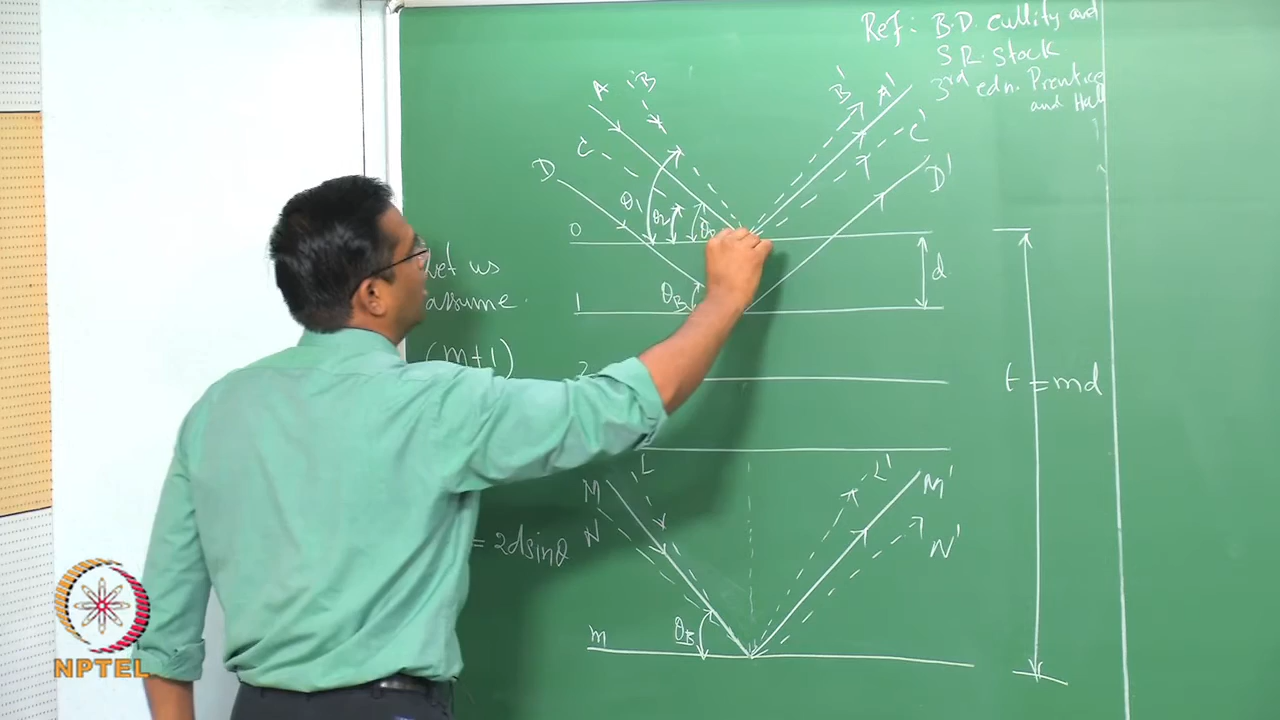 Ref: B.D. cullity and
S R. stock
3rd edn. Prentice
and Hall
B
A
C
D
B'
A'
C'
D'
θ1
θ2
θB
0
1
d
Let us
assume.
(m+1)
2
t = md
L
M
N
L'
M'
N'
= 2dsinθ
θB
m
NPTEL